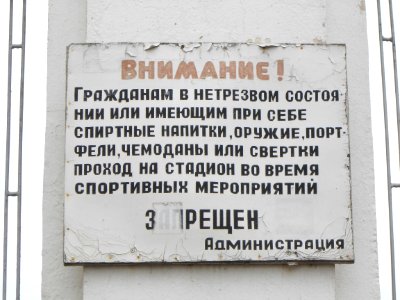 ВНИМАНИЕ!
ГРАЖДАНАМ В НЕТРЕЗВОМ СОСТОЯ-
НИИ ИЛИ ИМЕЮЩИМ ПРИ СЕБЕ
СПИРТНЫЕ НАПИТКИ, ОРУЖИЕ, ПОРТ-
ФЕЛИ, ЧЕМОДАНЫ ИЛИ СВЕРТКИ
ПРОХОД НА СТАДИОН ВО ВРЕМЯ
СПОРТИВНЫХ МЕРОПРИЯТИЙ
ЗАПРЕЩЕН
АДМИНИСТРАЦИЯ